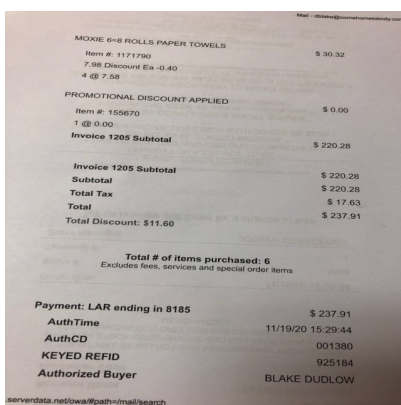 Mail - dblake@comehometohndy.com
MOXIE 6=8 ROLLS PAPER TOWELS
$ 30.32
Item #: 1171790
7.98 Discount Ea -0.40
4 @ 7.58
PROMOTIONAL DISCOUNT APPLIED
$ 0.00
Item #: 155670
1 @ 0.00
Invoice 1205 Subtotal
$ 220.28
Invoice 1205 Subtotal $ 220.28
Subtotal $ 220.28
Total Tax $ 17.63
Total $ 237.91
Total Discount: $11.60
Total # of items purchased: 6
Excludes fees, services and special order items
Payment: LAR ending in 8185 $ 237.91
AuthTime 11/19/20 15:29:44
AuthCD 001380
KEYED REFID 925184
Authorized Buyer BLAKE DUDLOW
.serverdata.net/owa/#path=/mail/search